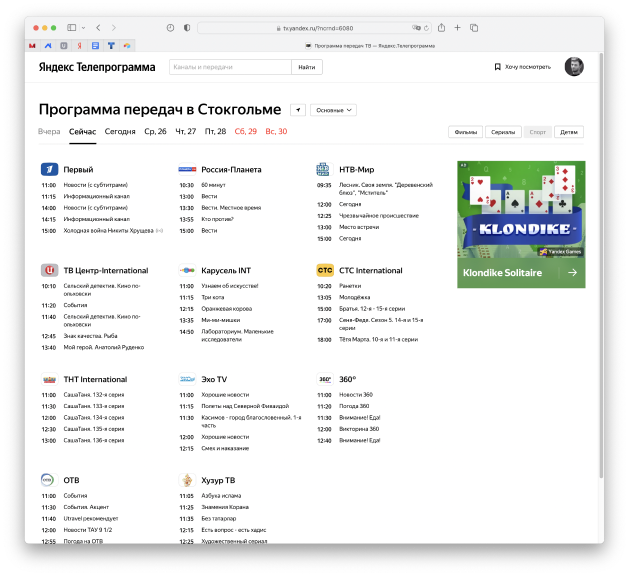 tv.yandex.ru/?ncrnd=6080
Программа передач ТВ — Яндекс.Телепрограмма
Яндекс Телепрограмма
Каналы и передачи
Найти
Хочу посмотреть
Программа передач в Стокгольме
Основные
Вчера Сейчас Сегодня Ср, 26 Чт, 27 Пт, 28 Сб, 29 Вс, 30
Фильмы Сериалы Спорт Детям
Первый
11:00 Новости (с субтитрами)
11:15 Информационный канал
14:00 Новости (с субтитрами)
14:15 Информационный канал
15:00 Холодная война Никиты Хрущева
Россия-Планета
10:30 60 минут
13:00 Вести
13:30 Вести. Местное время
13:55 Кто против?
15:00 Вести
НТВ-Мир
09:35 Лесник. Своя земля. "Деревенский
блюз", "Мститель"
12:00 Сегодня
12:25 Чрезвычайное происшествие
13:00 Место встречи
15:00 Сегодня
KLONDIKE
Yandex Games
Klondike Solitaire
ТВ Центр-International
10:10 Сельский детектив. Кино по-
ольховски
11:20 События
11:40 Сельский детектив. Кино по-
ольховски
12:45 Знак качества. Рыба
13:40 Мой герой. Анатолий Руденко
Карусель INT
11:00 Узнаем об искусстве!
11:15 Три кота
12:15 Оранжевая корова
13:35 Ми-ми-мишки
14:50 Лабораториум. Маленькие
исследователи
СТС
СТС International
10:20 Ранетки
13:05 Молодёжка
15:00 Братья. 12-я - 15-я серии
17:00 Сеня-Федя. Сезон 5. 14-я и 15-я
серии
18:00 Тётя Марта. 10-я и 11-я серии
ТНТ International
11:00 СашаТаня. 132-я серия
11:30 СашаТаня. 133-я серия
12:00 СашаТаня. 134-я серия
12:30 СашаТаня. 135-я серия
13:00 СашаТаня. 136-я серия
Эхо TV
11:00 Хорошие новости
11:15 Полеты над Северной Фиваидой
11:30 Касимов - город благословенный. 1-я
часть
12:00 Хорошие новости
12:15 Смех и наказание
360°
360°
11:00 Новости 360
11:20 Погода 360
11:30 Внимание! Еда!
12:00 Викторина 360
12:40 Внимание! Еда!
ОТВ
11:00 События
11:30 События. Акцент
11:40 Utravel рекомендует
12:00 Новости ТАУ 9 1/2
12:55 Погода на ОТВ
Хузур ТВ
11:05 Азбука ислама
11:25 Знамения Корана
11:35 Без татарлар
12:15 Есть вопрос - есть хадис
12:25 Художественный сериал